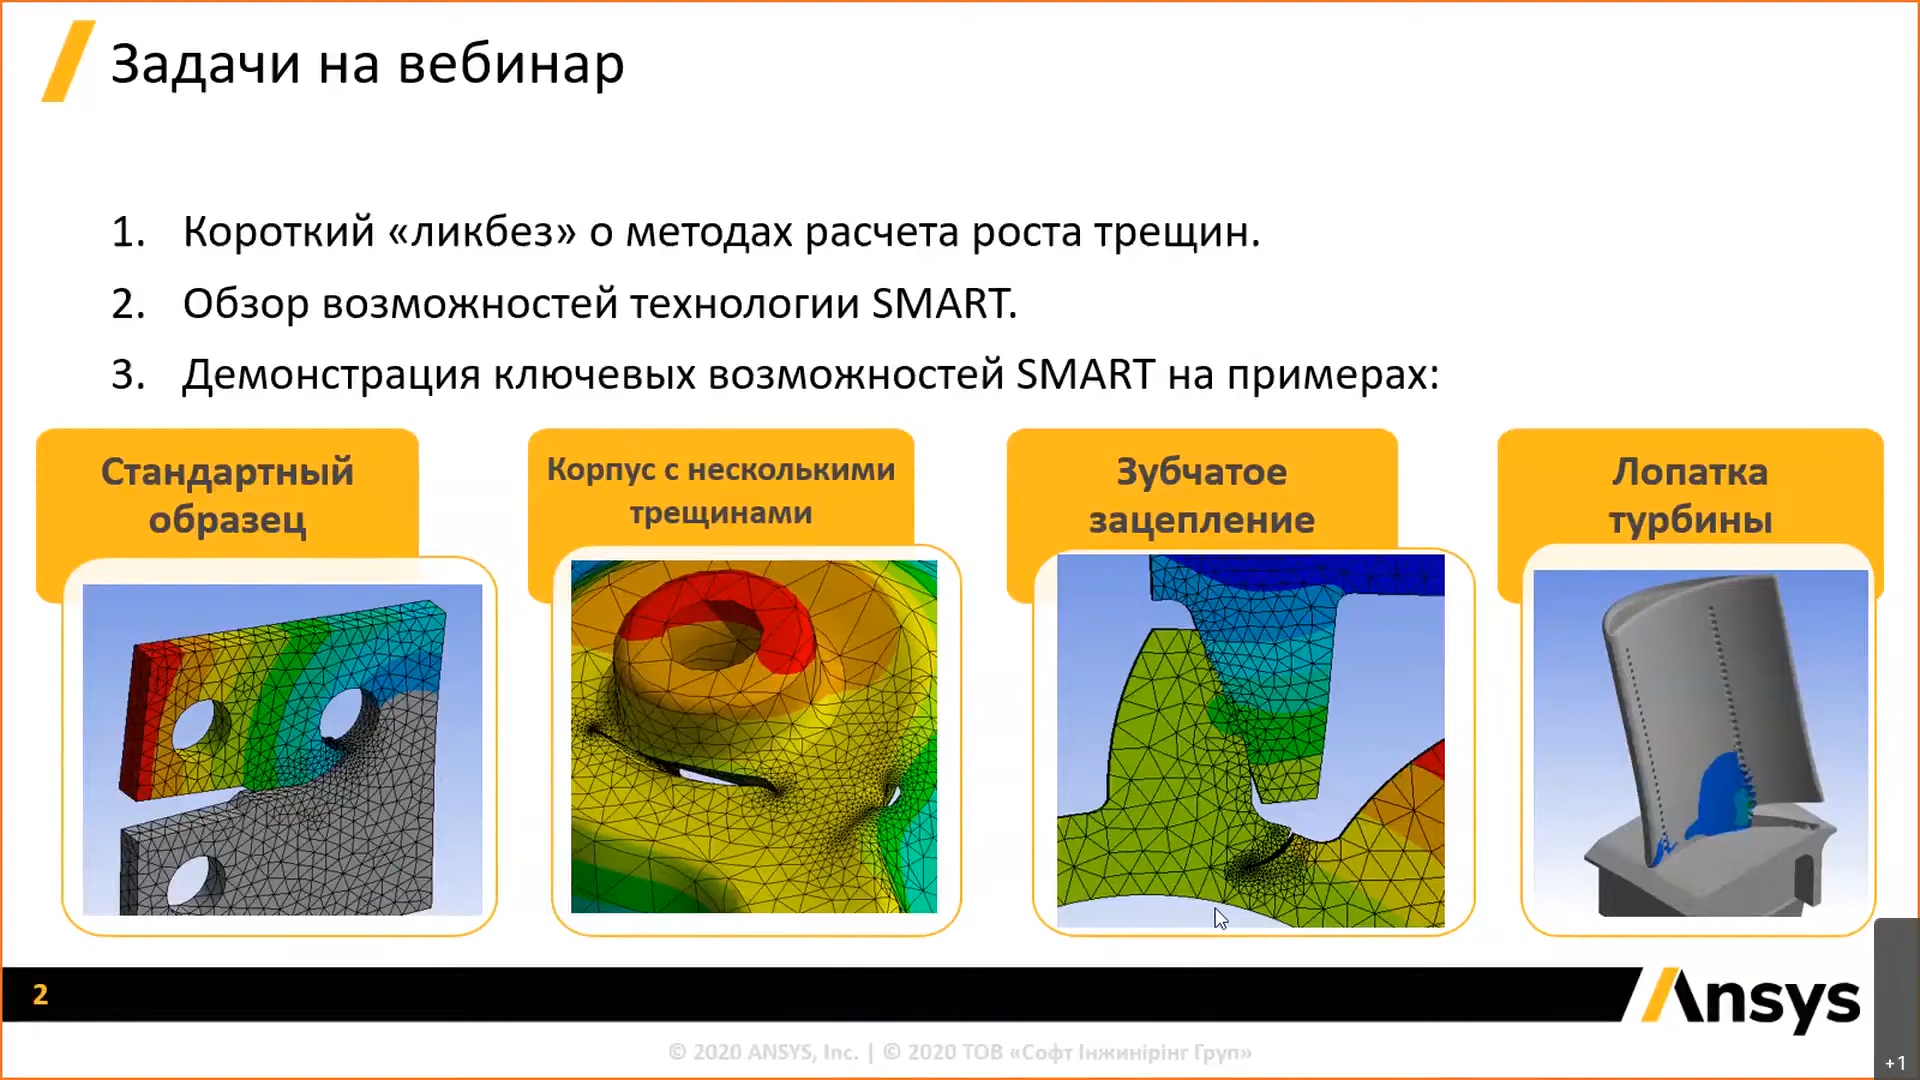 Задачи на вебинар
1. Короткий «ликбез» о методах расчета роста трещин.
2. Обзор возможностей технологии SMART.
3. Демонстрация ключевых возможностей SMART на примерах:
Стандартный
образец
Корпус с несколькими
трещинами
Зубчатое
зацепление
Лопатка
турбины
2
Ansys
© 2020 ANSYS, Inc. | © 2020 ТОВ «Софт Інжинірінг Груп»
+1